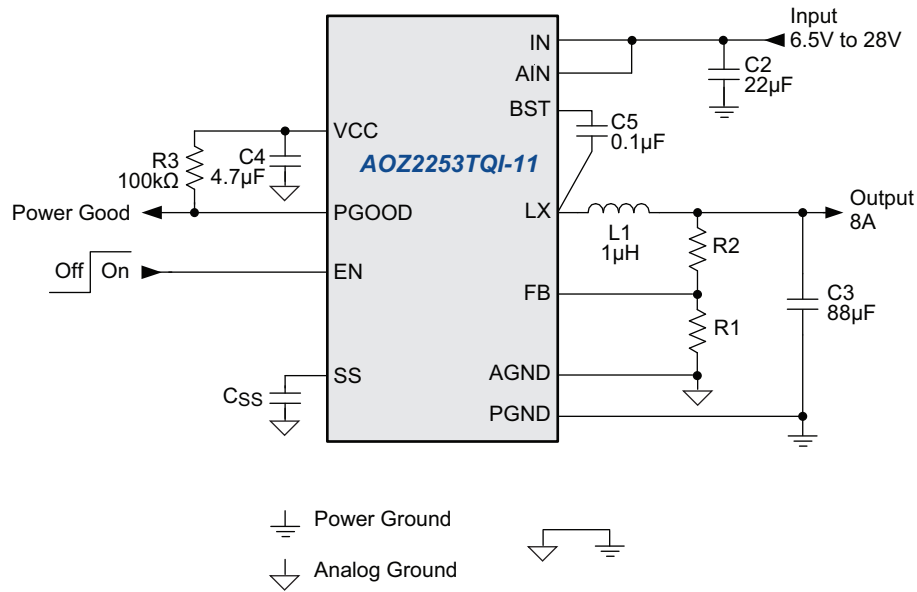 Input
6.5V to 28V
IN
AIN
C2
22µF
BST
C5
0.1µF
VCC
R3
100kΩ
C4
4.7µF
AOZ2253TQI-11
Power Good
PGOOD
LX
L1
1µH
Output
8A
R2
Off On
EN
FB
C3
88µF
R1
SS
CSS
AGND
PGND
Power Ground
Analog Ground